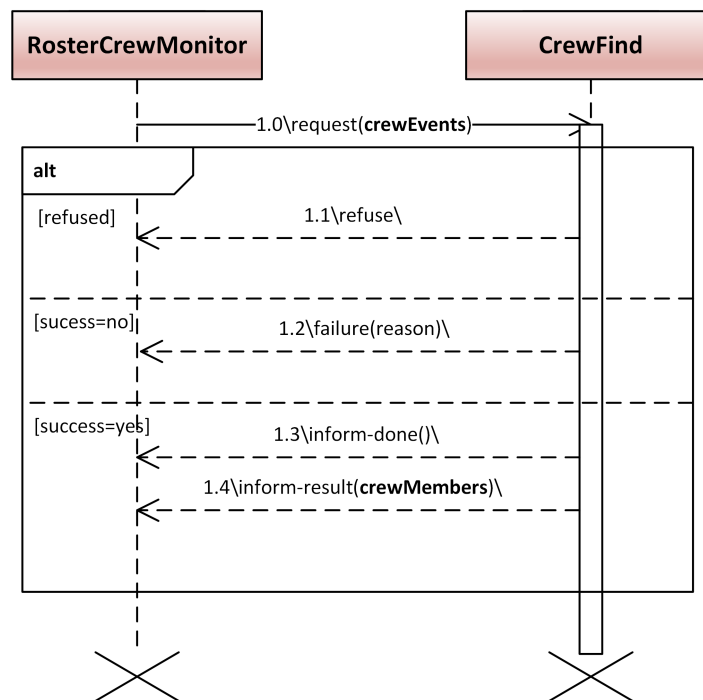 RosterCrewMonitor
CrewFind
1.0\request(crewEvents)
alt
[refused]
1.1\refuse\
[sucess=no]
1.2\failure(reason)\
[success=yes]
1.3\inform-done()\
1.4\inform-result(crewMembers)\